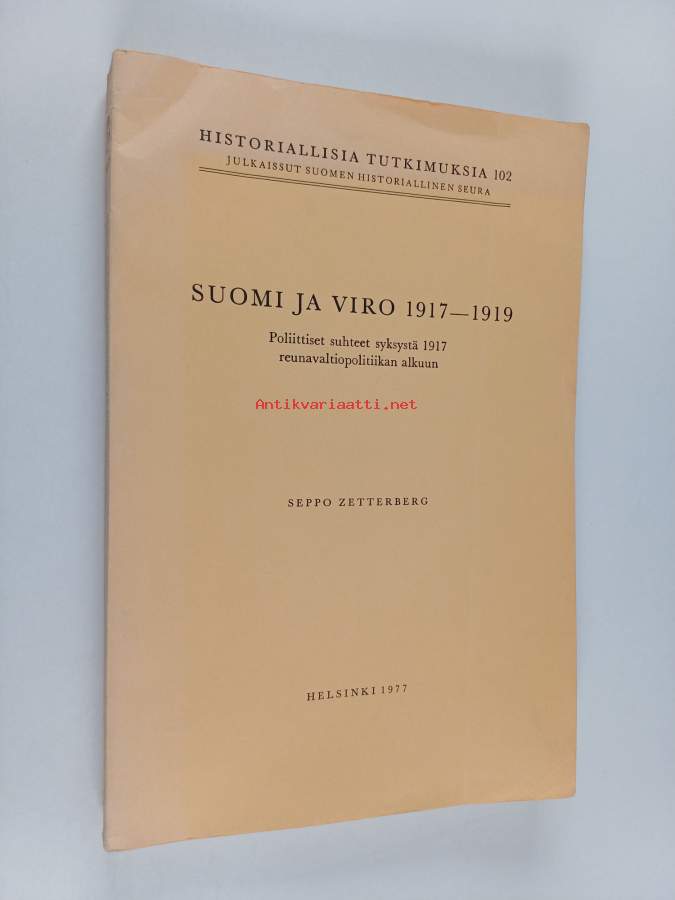 HISTORIALLISIA TUTKIMUKSIA 102
JULKAISSUT SUOMEN HISTORIALLINEN SEURA
SUOMI JA VIRO 1917—1919
Poliittiset suhteet syksystä 1917
reunavaltiopolitiikan alkuun
Antikvariaatti.net
SEPPO ZETTERBERG
HELSINKI 1977